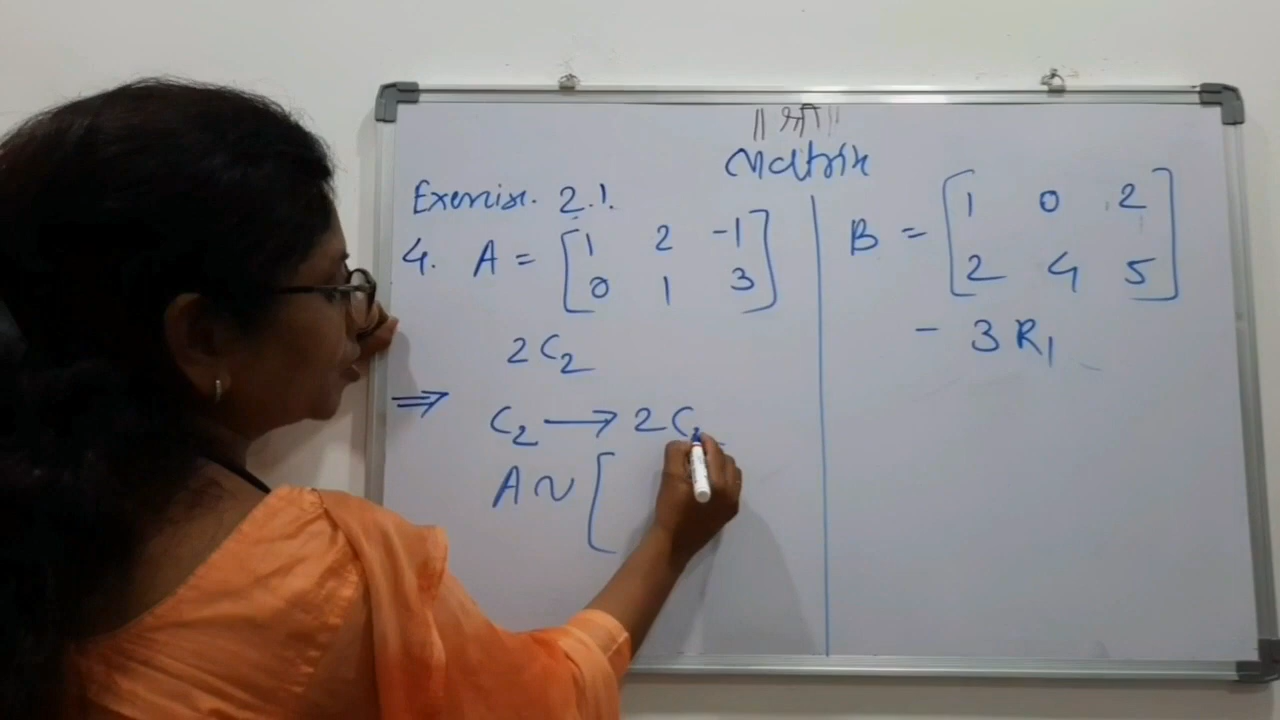 ॥ श्री ॥
Matrix
Exercise. 2.1.
4. A = [1 2 -1
0 1 3]
2C₂
⇒
C₂ → 2C₂
A ~ [
B = [1 0 2
2 4 5]
- 3R₁